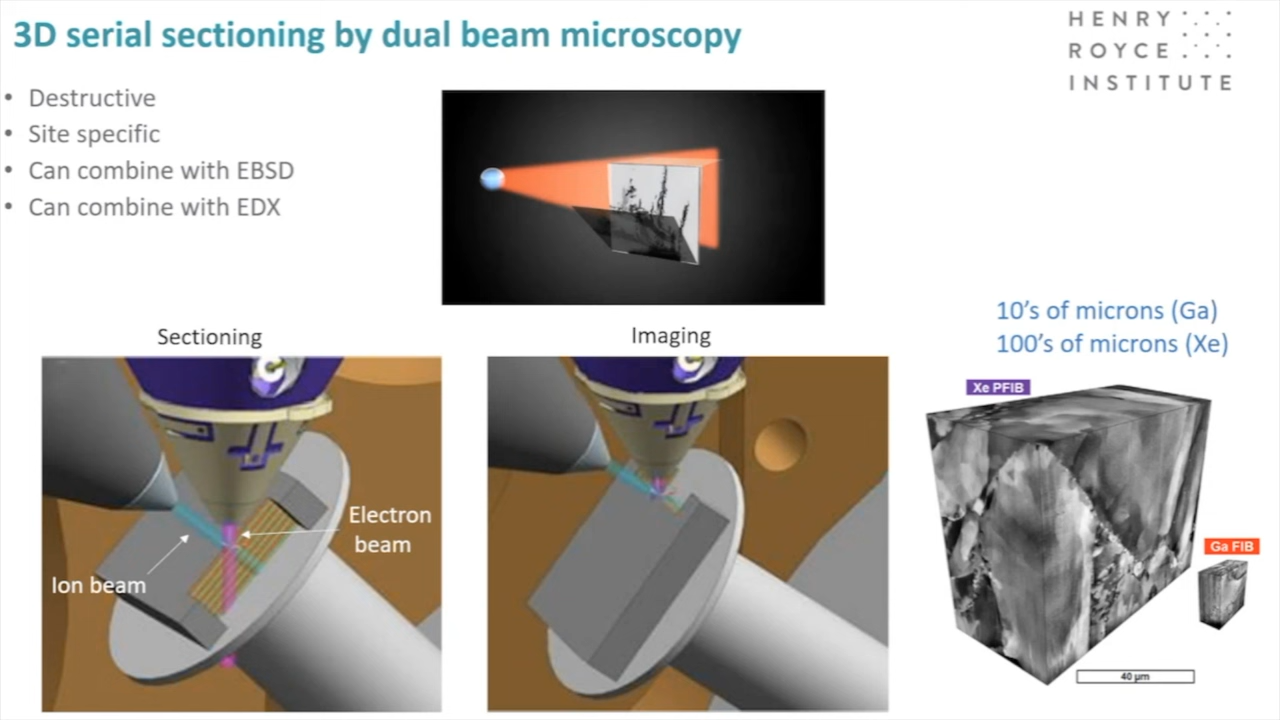 3D serial sectioning by dual beam microscopy
HENRY
ROYCE
INSTITUTE
• Destructive
• Site specific
• Can combine with EBSD
• Can combine with EDX
Sectioning
Imaging
10's of microns (Ga)
100's of microns (Xe)
Xe PFIB
Electron
beam
Ion beam
Ga FIB
40 µm